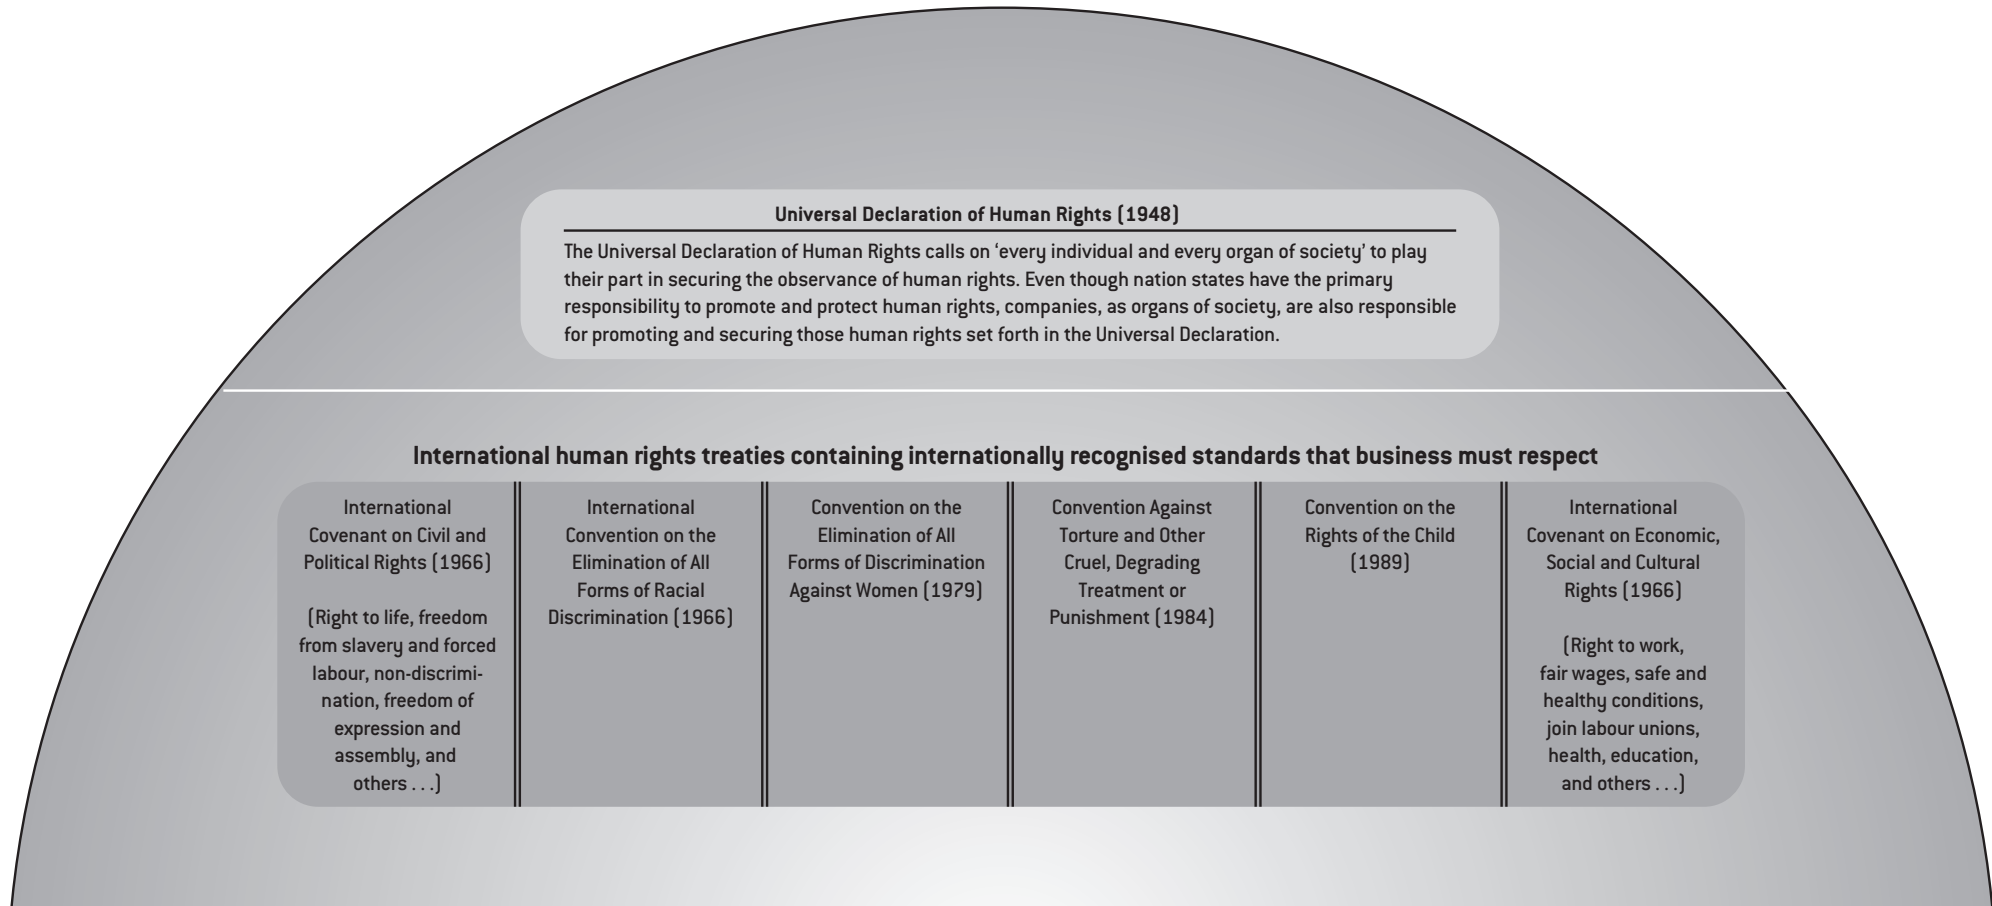 Universal Declaration of Human Rights (1948)
The Universal Declaration of Human Rights calls on ‘every individual and every organ of society’ to play
their part in securing the observance of human rights. Even though nation states have the primary
responsibility to promote and protect human rights, companies, as organs of society, are also responsible
for promoting and securing those human rights set forth in the Universal Declaration.
International human rights treaties containing internationally recognised standards that business must respect
International
Covenant on Civil and
Political Rights (1966)
(Right to life, freedom
from slavery and forced
labour, non-discrimi-
nation, freedom of
expression and
assembly, and
others . . .)
International
Convention on the
Elimination of All
Forms of Racial
Discrimination (1966)
Convention on the
Elimination of All
Forms of Discrimination
Against Women (1979)
Convention Against
Torture and Other
Cruel, Degrading
Treatment or
Punishment (1984)
Convention on the
Rights of the Child
(1989)
International
Covenant on Economic,
Social and Cultural
Rights (1966)
(Right to work,
fair wages, safe and
healthy conditions,
join labour unions,
health, education,
and others . . .)